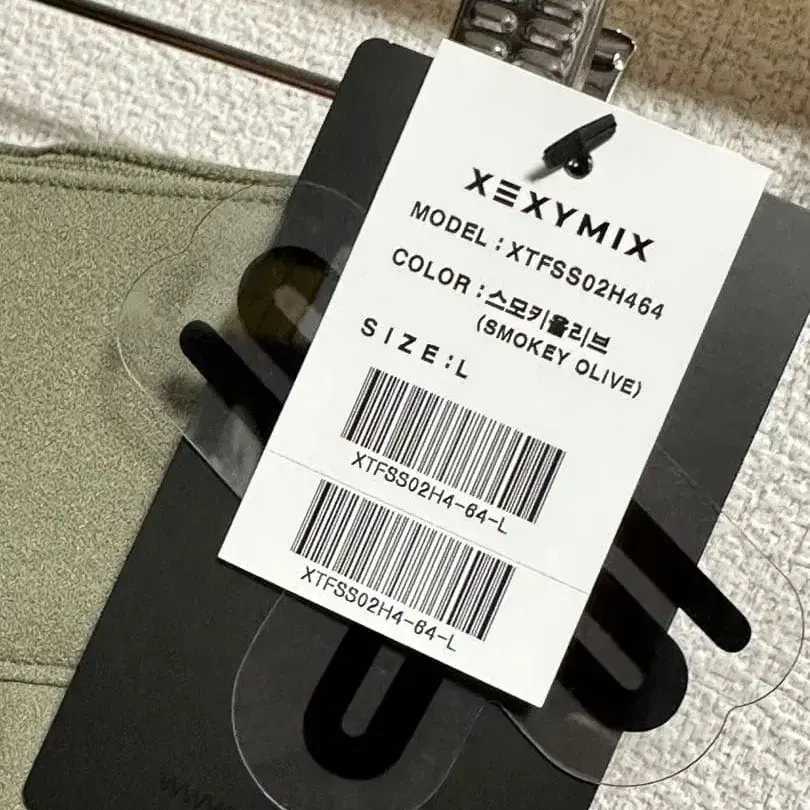 XEXYMIX
MODEL : XTFSS02H464
COLOR : 스모키올리브
(SMOKEY OLIVE)
SIZE : L
XTFSS02H4-64-L
XTFSS02H4-64-L